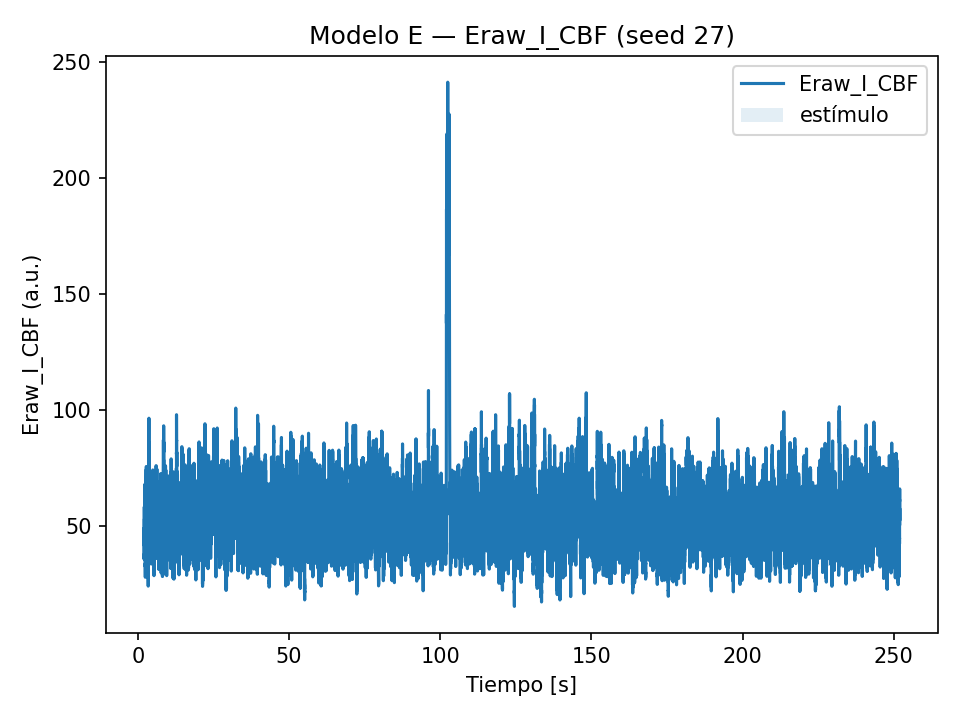 Modelo E — Eraw_I_CBF (seed 27)
Eraw_I_CBF
estímulo
Eraw_I_CBF (a.u.)
250
200
150
100
50
0 50 100 150 200 250
Tiempo [s]